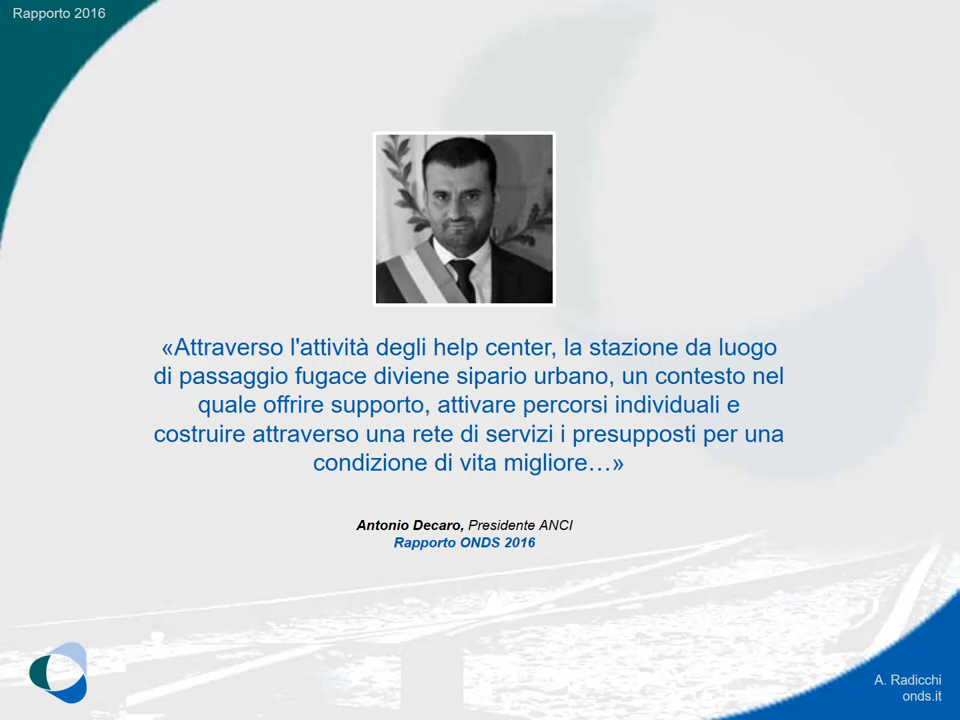 Rapporto 2016
«Attraverso l'attività degli help center, la stazione da luogo
di passaggio fugace diviene sipario urbano, un contesto nel
quale offrire supporto, attivare percorsi individuali e
costruire attraverso una rete di servizi i presupposti per una
condizione di vita migliore…»
Antonio Decaro, Presidente ANCI
Rapporto ONDS 2016
A. Radicchi
onds.it